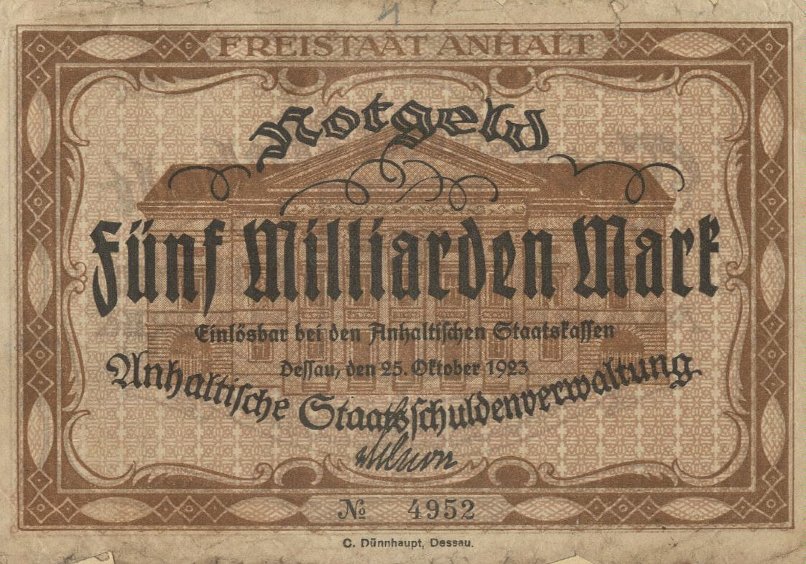 FREISTAAT ANHALT
Notgeld
Fünf Milliarden Mark
Einlösbar bei den Anhaltischen Staatskassen
Dessau, den 25. Oktober 1923
Anhaltische Staatsschuldenverwaltung
№ 4952
C. Dünnhaupt, Dessau.